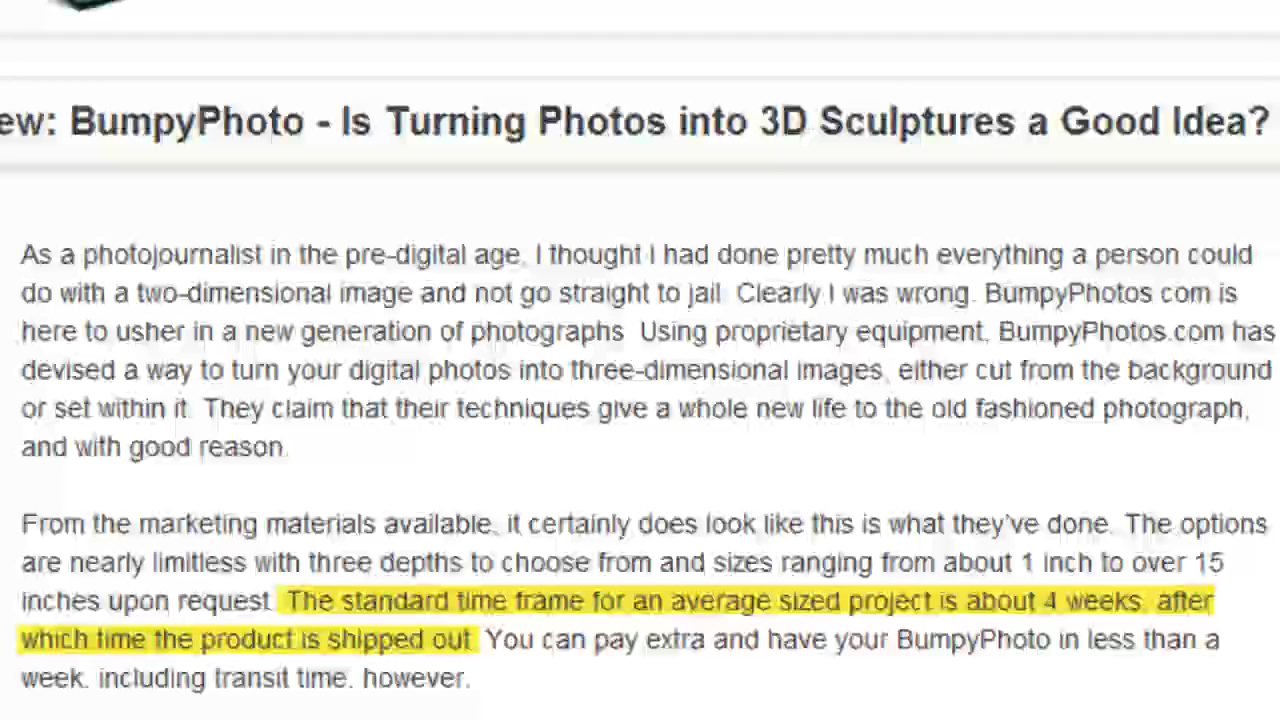 ew: BumpyPhoto - Is Turning Photos into 3D Sculptures a Good Idea?
As a photojournalist in the pre-digital age, I thought I had done pretty much everything a person could
do with a two-dimensional image and not go straight to jail. Clearly I was wrong. BumpyPhotos.com is
here to usher in a new generation of photographs. Using proprietary equipment, BumpyPhotos.com has
devised a way to turn your digital photos into three-dimensional images, either cut from the background
or set within it. They claim that their techniques give a whole new life to the old fashioned photograph,
and with good reason.
From the marketing materials available, it certainly does look like this is what they've done. The options
are nearly limitless with three depths to choose from and sizes ranging from about 1 inch to over 15
inches upon request. The standard time frame for an average sized project is about 4 weeks, after
which time the product is shipped out. You can pay extra and have your BumpyPhoto in less than a
week, including transit time, however.